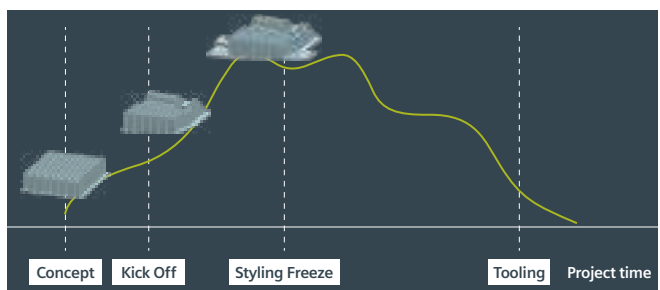 Concept
Kick Off
Styling Freeze
Tooling
Project time